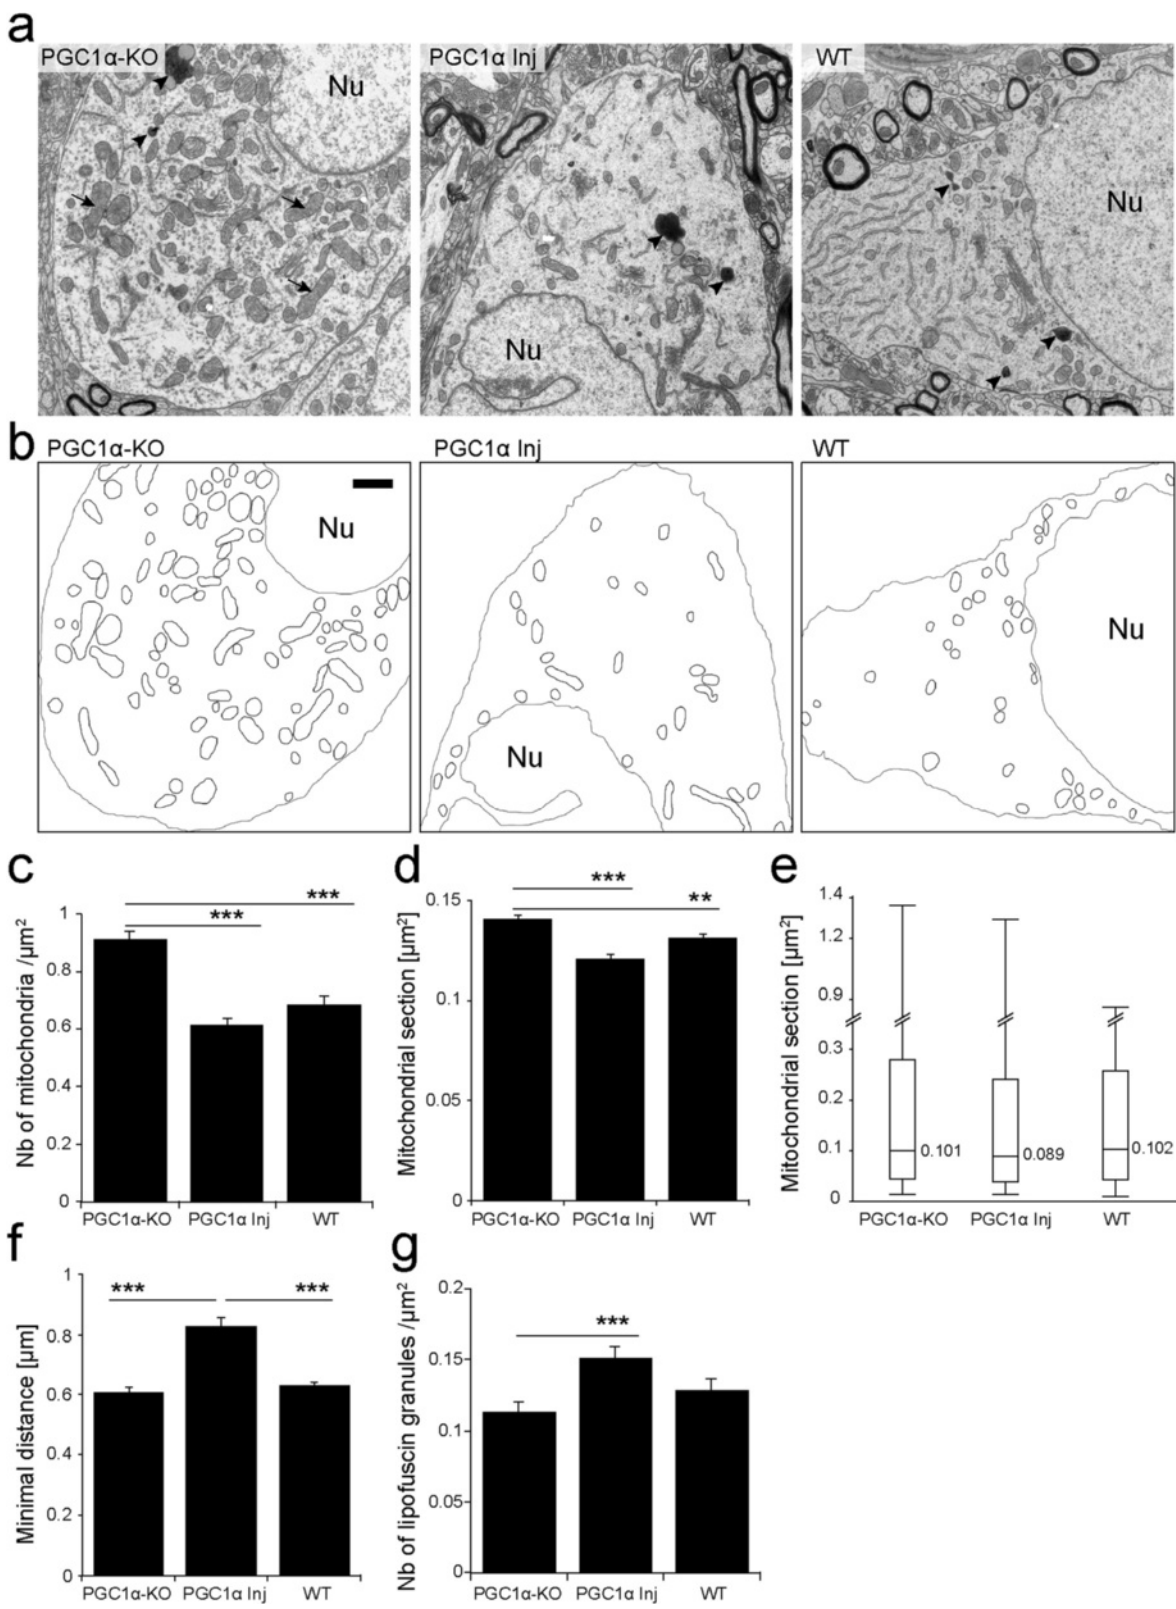 a
PGC1α-KO
Nu
PGC1α Inj
Nu
WT
Nu
b
PGC1α-KO
Nu
PGC1α Inj
Nu
WT
Nu
c
Nb of mitochondria /µm²
1
0.8
0.6
0.4
0.2
0
***
***
PGC1α-KO
PGC1α Inj
WT
d
Mitochondrial section [µm²]
0.15
0.1
0.05
0
***
**
PGC1α-KO
PGC1α Inj
WT
e
Mitochondrial section [µm²]
1.4
1.2
0.9
0.3
0.2
0.1
0
0.101
0.089
0.102
PGC1α-KO
PGC1α Inj
WT
f
Minimal distance [µm]
1
0.8
0.6
0.4
0.2
0
***
***
PGC1α-KO
PGC1α Inj
WT
g
Nb of lipofuscin granules /µm²
0.2
0.15
0.1
0.05
0
***
PGC1α-KO
PGC1α Inj
WT